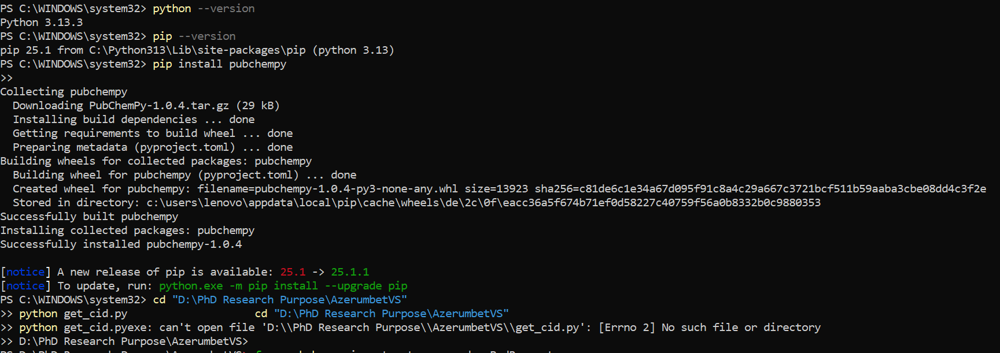 PS C:\WINDOWS\system32> python --version
Python 3.13.3
PS C:\WINDOWS\system32> pip --version
pip 25.1 from C:\Python313\Lib\site-packages\pip (python 3.13)
PS C:\WINDOWS\system32> pip install pubchempy
>>
Collecting pubchempy
  Downloading PubChemPy-1.0.4.tar.gz (29 kB)
  Installing build dependencies ... done
  Getting requirements to build wheel ... done
  Preparing metadata (pyproject.toml) ... done
Building wheels for collected packages: pubchempy
  Building wheel for pubchempy (pyproject.toml) ... done
  Created wheel for pubchempy: filename=pubchempy-1.0.4-py3-none-any.whl size=13923 sha256=c81de6c1e34a67d095f91c8a4c29a667c3721bcf511b59aaba3cbe08dd4c3f2e
  Stored in directory: c:\users\lenovo\appdata\local\pip\cache\wheels\de\2c\0f\eacc36a5f674b71ef0d58227c40759f56a0b8332b0c9880353
Successfully built pubchempy
Installing collected packages: pubchempy
Successfully installed pubchempy-1.0.4
[notice] A new release of pip is available: 25.1 -> 25.1.1
[notice] To update, run: python.exe -m pip install --upgrade pip
PS C:\WINDOWS\system32> cd "D:\PhD Research Purpose\AzerumbetVS"
>> python get_cid.py                    cd "D:\PhD Research Purpose\AzerumbetVS"
>> python get_cid.pyexe: can't open file 'D:\\PhD Research Purpose\\AzerumbetVS\\get_cid.py': [Errno 2] No such file or directory
>> D:\PhD Research Purpose\AzerumbetVS>